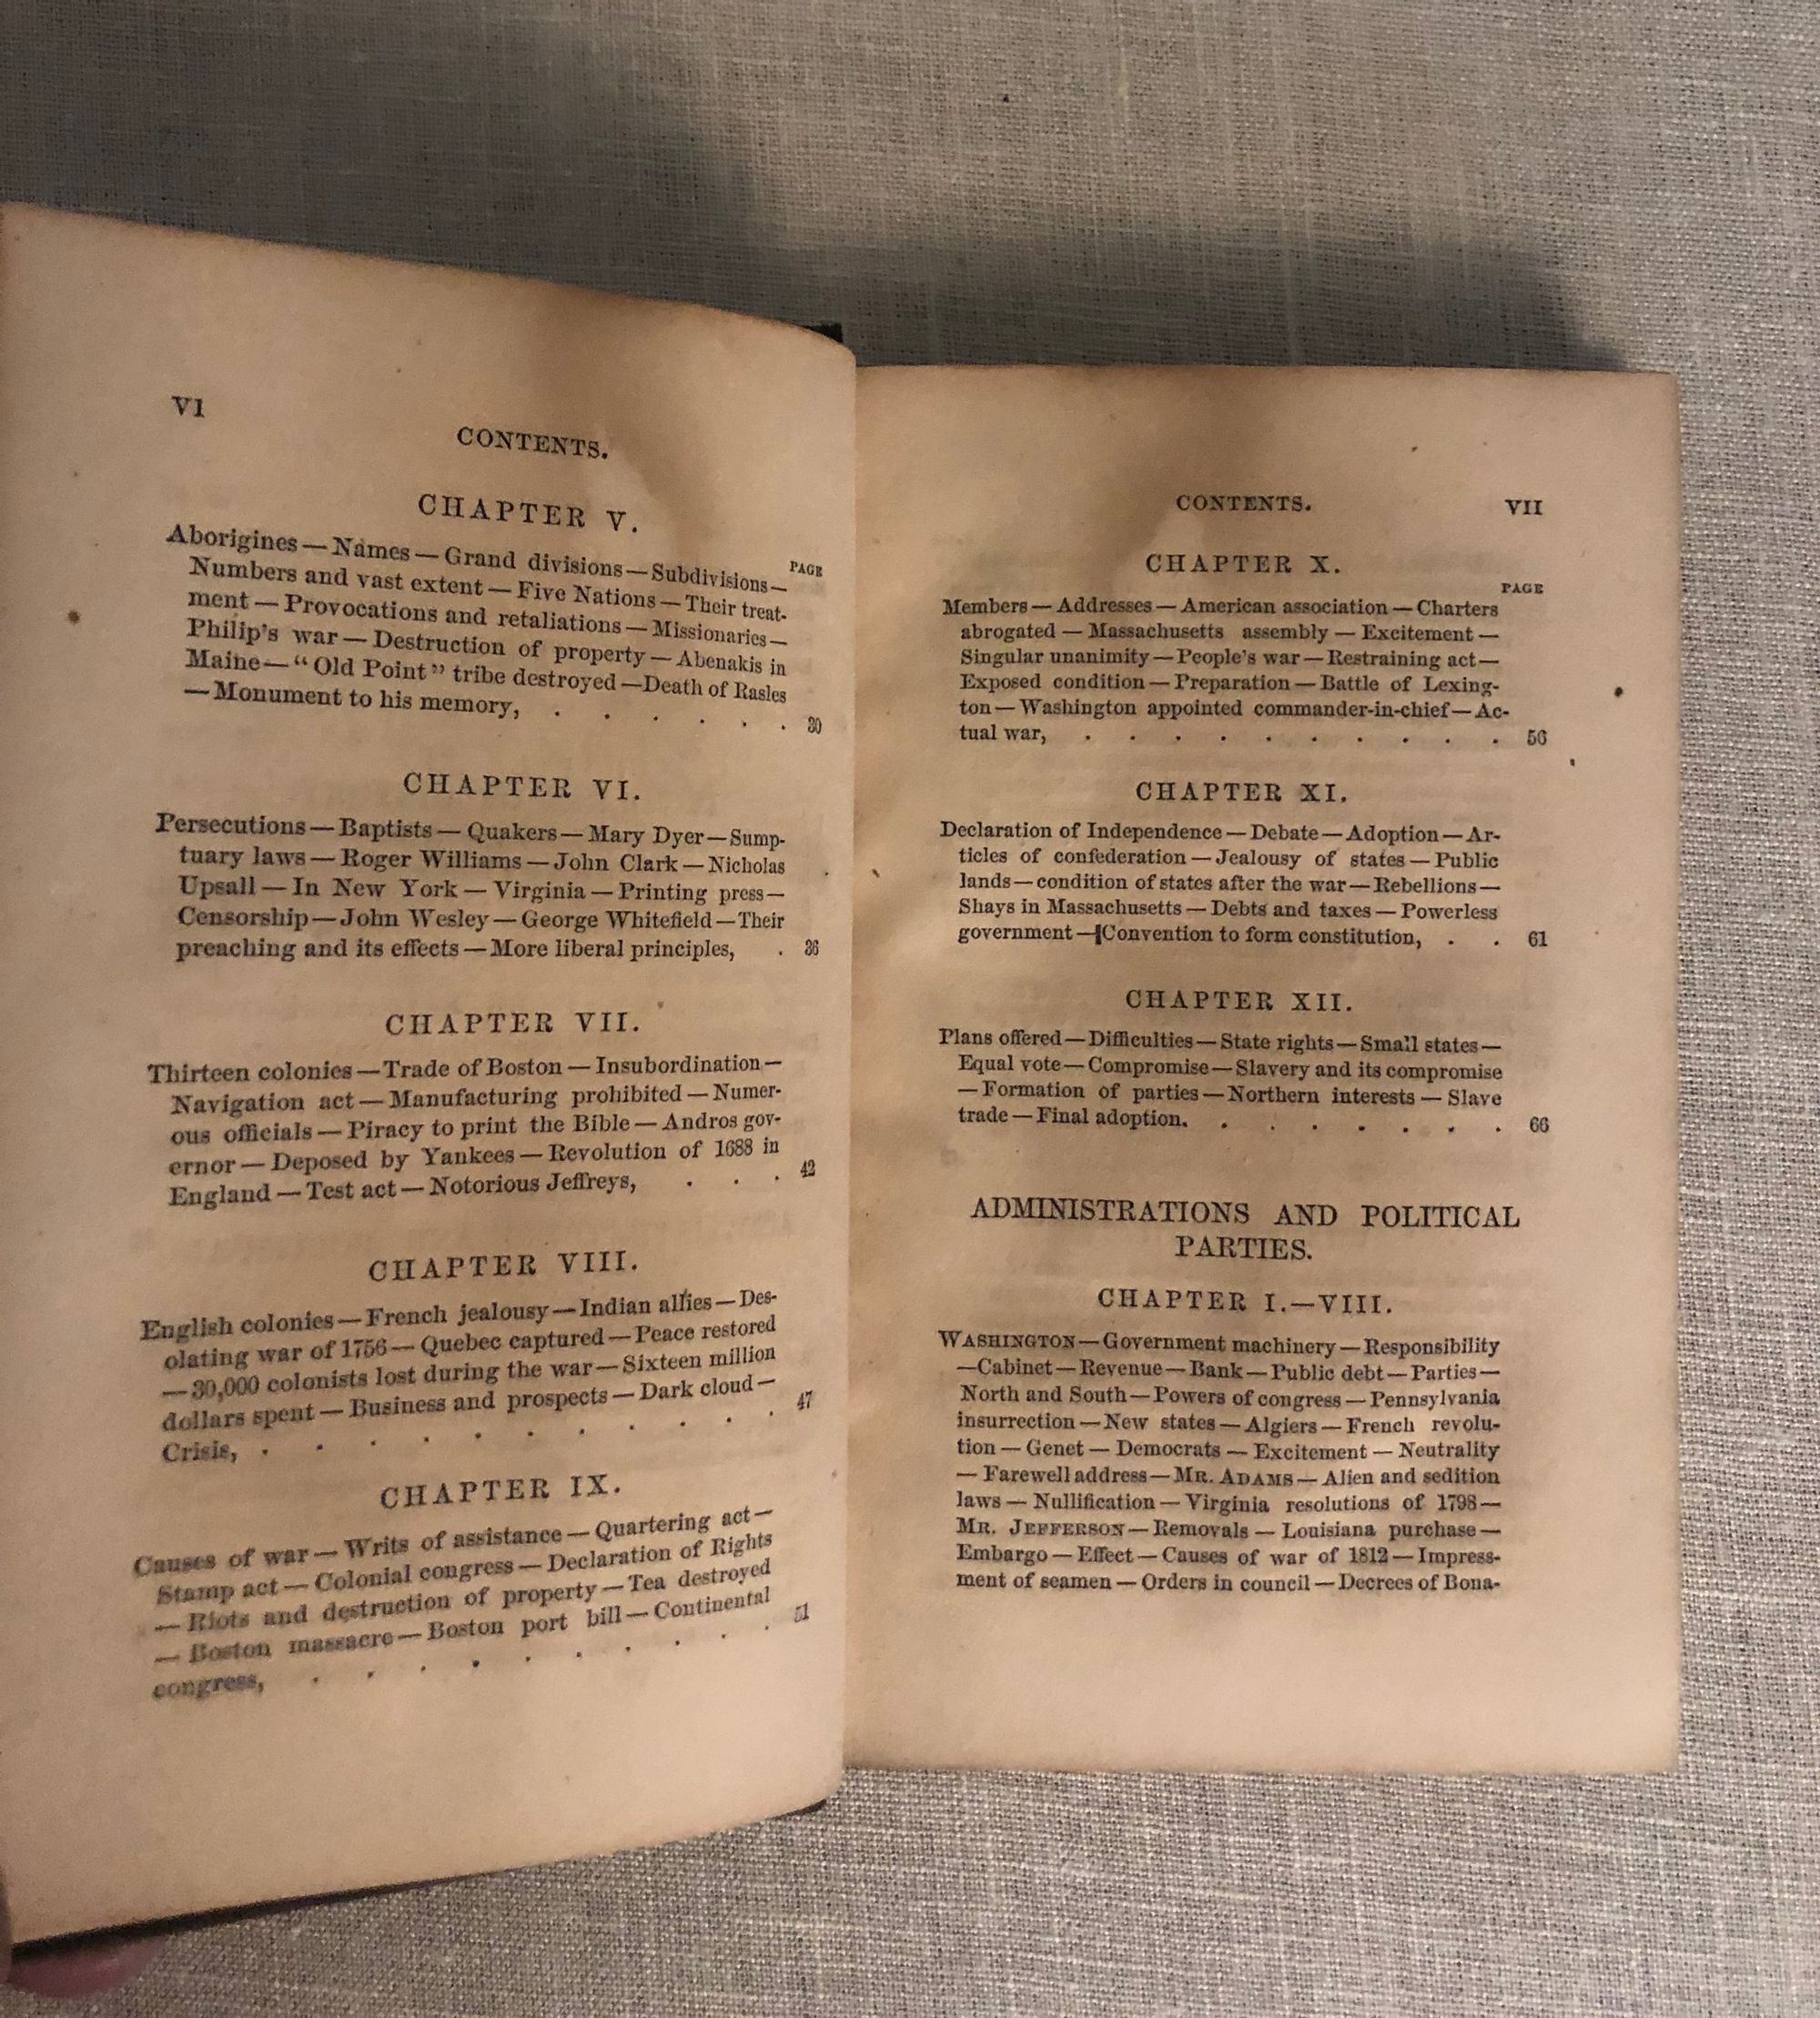 VI
CONTENTS.
CHAPTER V.
PAGE
Aborigines — Names — Grand divisions — Subdivisions —
Numbers and vast extent — Five Nations — Their treat-
ment — Provocations and retaliations — Missionaries —
Philip's war — Destruction of property — Abenakis in
Maine — “Old Point” tribe destroyed — Death of Rasles
— Monument to his memory, . . . . . . 30
CHAPTER VI.
Persecutions — Baptists — Quakers — Mary Dyer — Sump-
tuary laws — Roger Williams — John Clark — Nicholas
Upsall — In New York — Virginia — Printing press —
Censorship — John Wesley — George Whitefield — Their
preaching and its effects — More liberal principles, . 36
CHAPTER VII.
Thirteen colonies — Trade of Boston — Insubordination —
Navigation act — Manufacturing prohibited — Numer-
ous officials — Piracy to print the Bible — Andros gov-
ernor — Deposed by Yankees — Revolution of 1688 in
England — Test act — Notorious Jeffreys, . . . 42
CHAPTER VIII.
English colonies — French jealousy — Indian allies — Des-
olating war of 1756 — Quebec captured — Peace restored
— 30,000 colonists lost during the war — Sixteen million
dollars spent — Business and prospects — Dark cloud —
Crisis, . . . . . . . . . . 47
CHAPTER IX.
Causes of war — Writs of assistance — Quartering act —
Stamp act — Colonial congress — Declaration of Rights
— Riots and destruction of property — Tea destroyed
— Boston massacre — Boston port bill — Continental
congress, . . . . . . . . . 51
CONTENTS. VII
CHAPTER X.
PAGE
Members — Addresses — American association — Charters
abrogated — Massachusetts assembly — Excitement —
Singular unanimity — People's war — Restraining act —
Exposed condition — Preparation — Battle of Lexing-
ton — Washington appointed commander-in-chief — Ac-
tual war, . . . . . . . . . . 56
CHAPTER XI.
Declaration of Independence — Debate — Adoption — Ar-
ticles of confederation — Jealousy of states — Public
lands — condition of states after the war — Rebellions —
Shays in Massachusetts — Debts and taxes — Powerless
government — Convention to form constitution, . . 61
CHAPTER XII.
Plans offered — Difficulties — State rights — Small states —
Equal vote — Compromise — Slavery and its compromise
— Formation of parties — Northern interests — Slave
trade — Final adoption. . . . . . . . 66
ADMINISTRATIONS AND POLITICAL
PARTIES.
CHAPTER I.—VIII.
WASHINGTON — Government machinery — Responsibility
— Cabinet — Revenue — Bank — Public debt — Parties —
North and South — Powers of congress — Pennsylvania
insurrection — New states — Algiers — French revolu-
tion — Genet — Democrats — Excitement — Neutrality
— Farewell address — MR. ADAMS — Alien and sedition
laws — Nullification — Virginia resolutions of 1798 —
MR. JEFFERSON — Removals — Louisiana purchase —
Embargo — Effect — Causes of war of 1812 — Impress-
ment of seamen — Orders in council — Decrees of Bona-